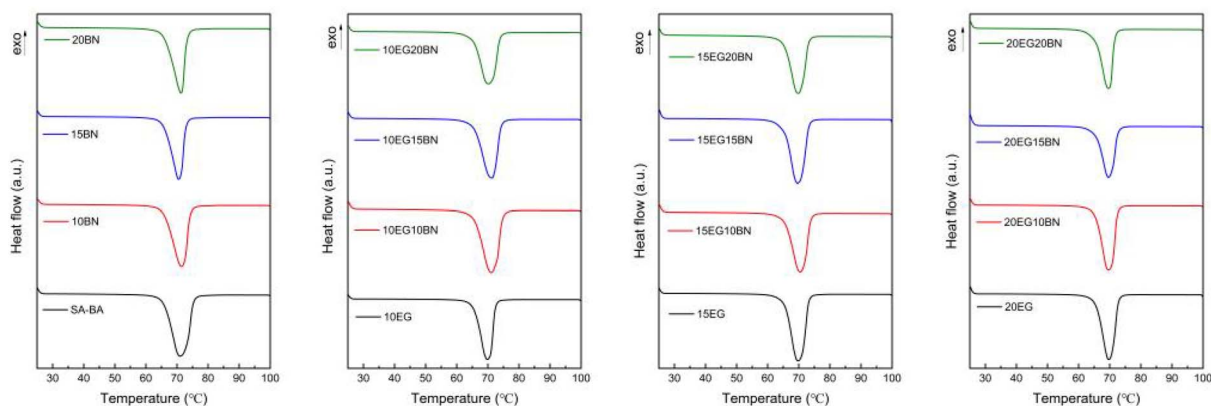 exo
20BN
15BN
10BN
SA-BA
Heat flow (a.u.)
30 40 50 60 70 80 90 100
Temperature (℃)
exo
10EG20BN
10EG15BN
10EG10BN
10EG
Heat flow (a.u.)
30 40 50 60 70 80 90 100
Temperature (℃)
exo
15EG20BN
15EG15BN
15EG10BN
15EG
Heat flow (a.u.)
30 40 50 60 70 80 90 100
Temperature (℃)
exo
20EG20BN
20EG15BN
20EG10BN
20EG
Heat flow (a.u.)
30 40 50 60 70 80 90 100
Temperature (℃)